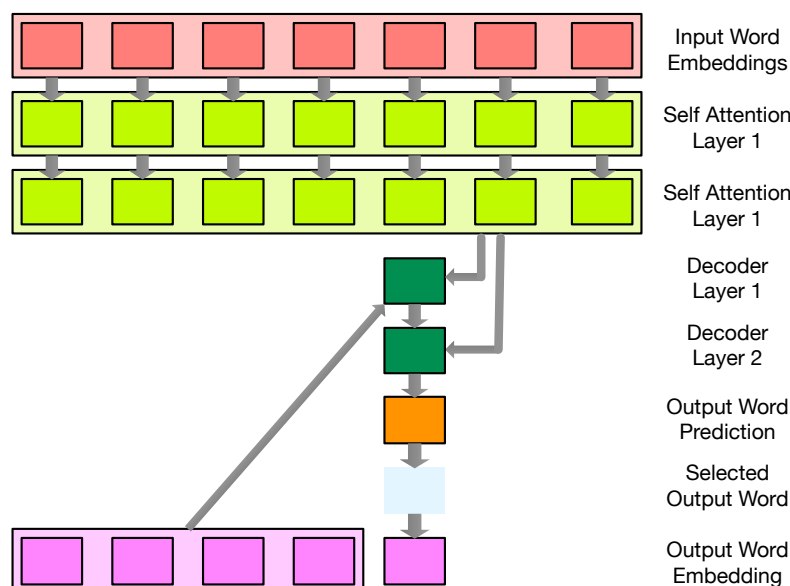 Input Word
Embeddings
Self Attention
Layer 1
Self Attention
Layer 1
Decoder
Layer 1
Decoder
Layer 2
Output Word
Prediction
Selected
Output Word
Output Word
Embedding